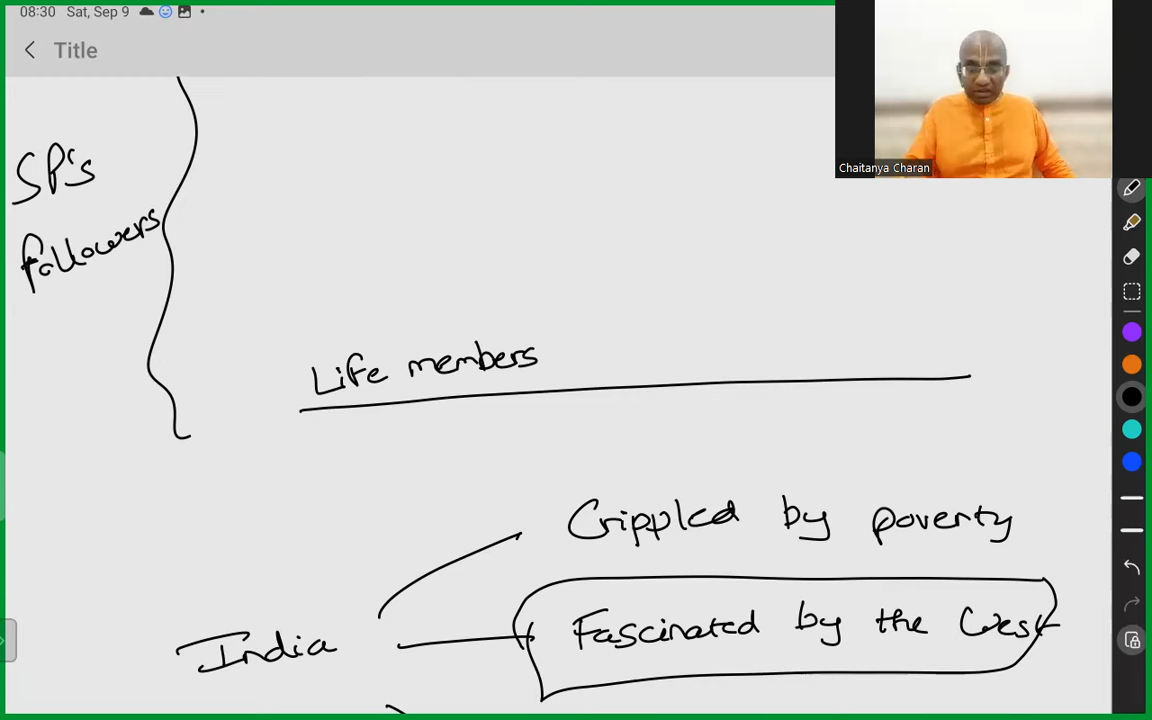 08:30 Sat, Sep 9
Title
Chaitanya Charan
SP's
followers
Life members
Crippled by poverty
Fascinated by the West
India